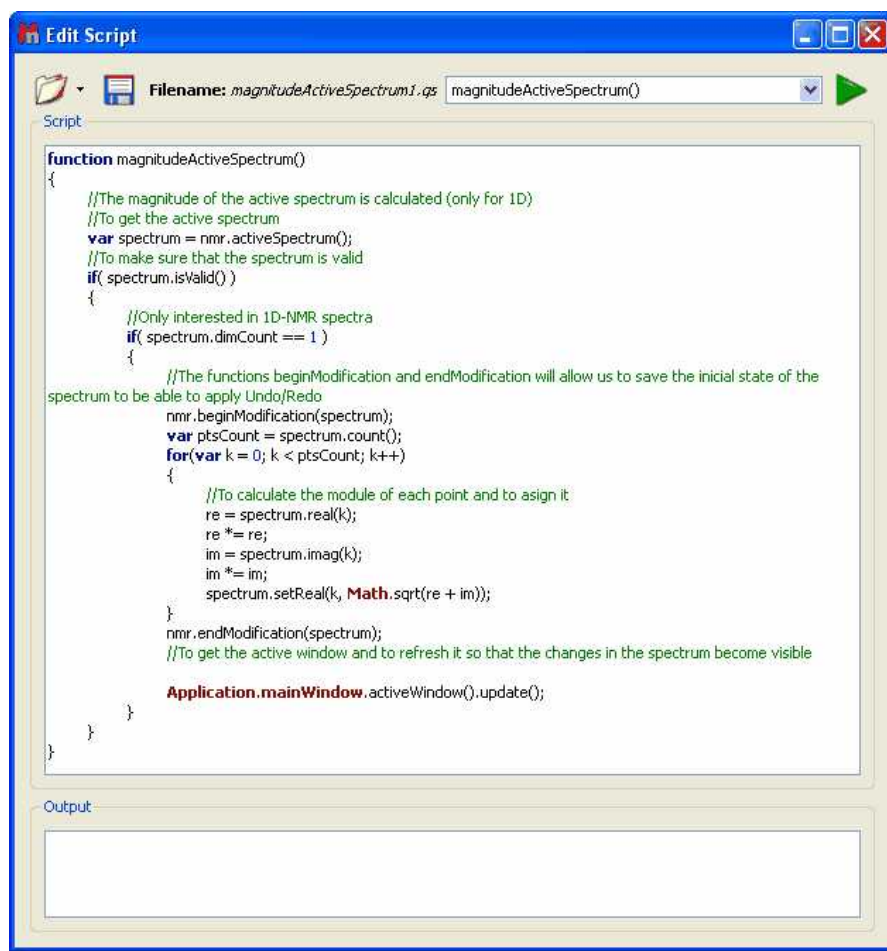 Edit Script
Filename: magnitudeActiveSpectrum1.qs magnitudeActiveSpectrum()
Script
function magnitudeActiveSpectrum()
{
//The magnitude of the active spectrum is calculated (only for 1D)
//To get the active spectrum
var spectrum = nmr.activeSpectrum();
//To make sure that the spectrum is valid
if( spectrum.isValid() )
{
//Only interested in 1D-NMR spectra
if( spectrum.dimCount == 1 )
{
//The functions beginModification and endModification will allow us to save the inicial state of the
spectrum to be able to apply Undo/Redo
nmr.beginModification(spectrum);
var ptsCount = spectrum.count();
for(var k = 0; k < ptsCount; k++)
{
//To calculate the module of each point and to asign it
re = spectrum.real(k);
re *= re;
im = spectrum.imag(k);
im *= im;
spectrum.setReal(k, Math.sqrt(re + im));
}
nmr.endModification(spectrum);
//To get the active window and to refresh it so that the changes in the spectrum become visible
Application.mainWindow.activeWindow().update();
}
}
}
Output